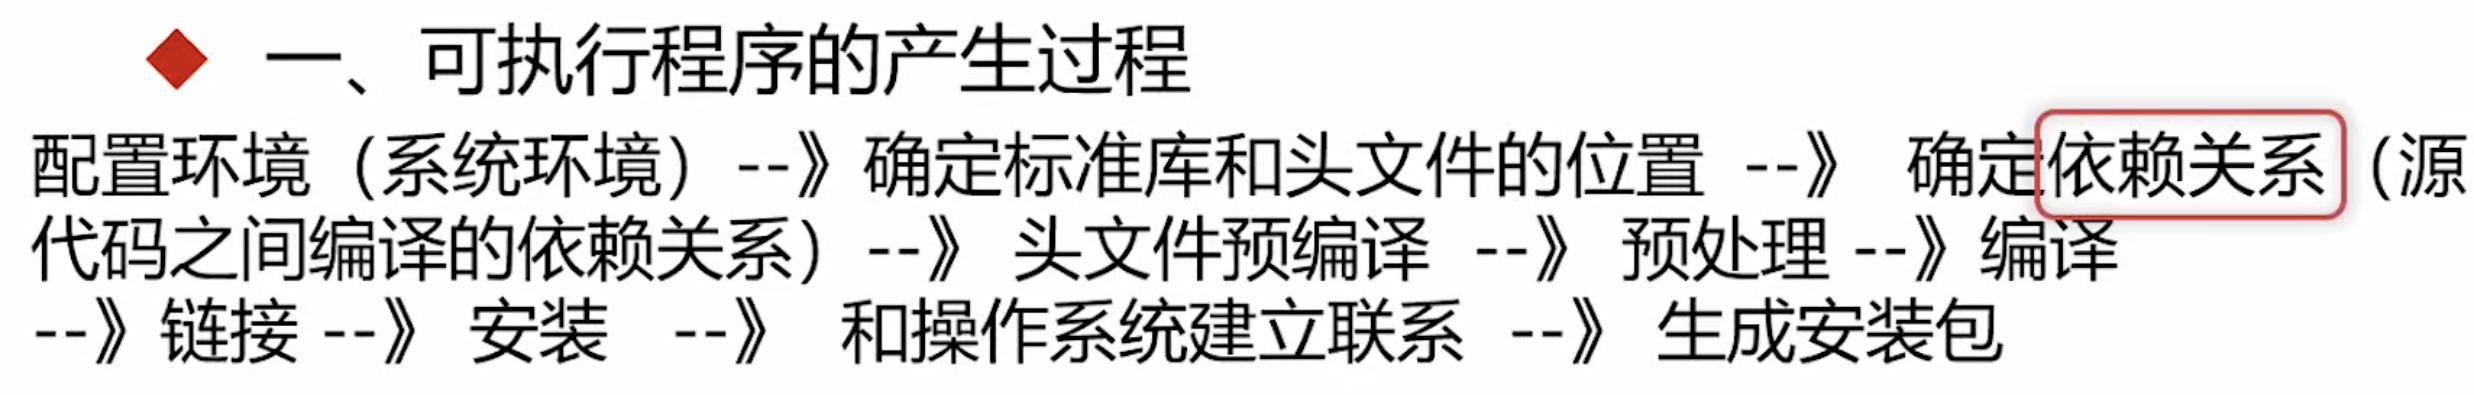 ◆ 一、可执行程序的产生过程
配置环境（系统环境）--》确定标准库和头文件的位置 --》 确定依赖关系（源
代码之间编译的依赖关系）--》 头文件预编译 --》 预处理 --》编译
--》链接 --》 安装 --》 和操作系统建立联系 --》 生成安装包